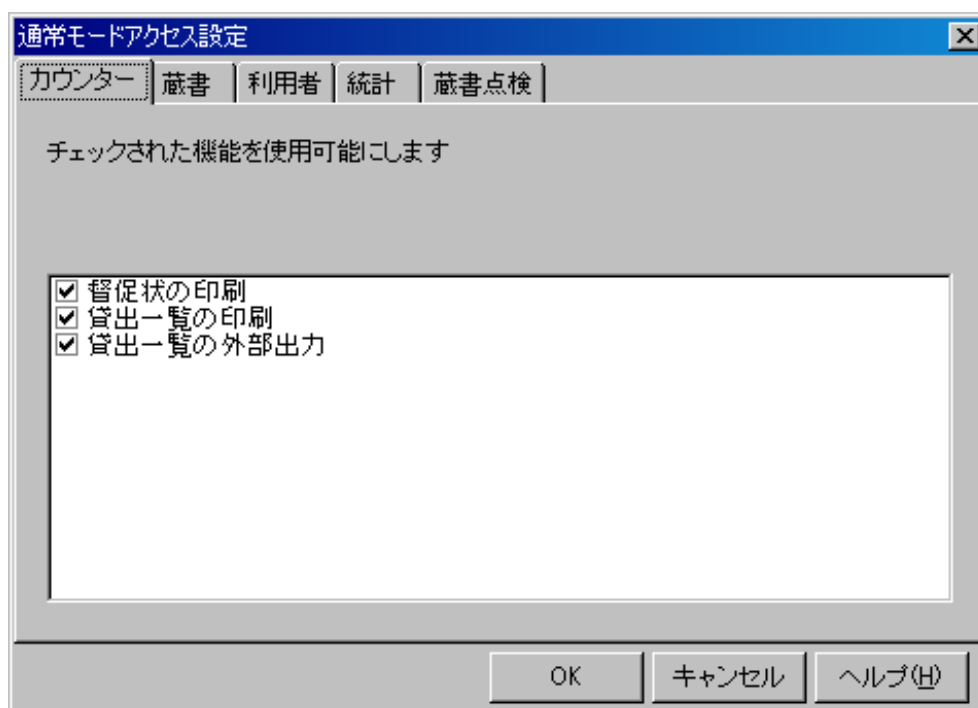 通常モードアクセス設定
カウンター 蔵書 利用者 統計 蔵書点検
チェックされた機能を使用可能にします
督促状の印刷
貸出一覧の印刷
貸出一覧の外部出力
OK キャンセル ヘルプ(H)